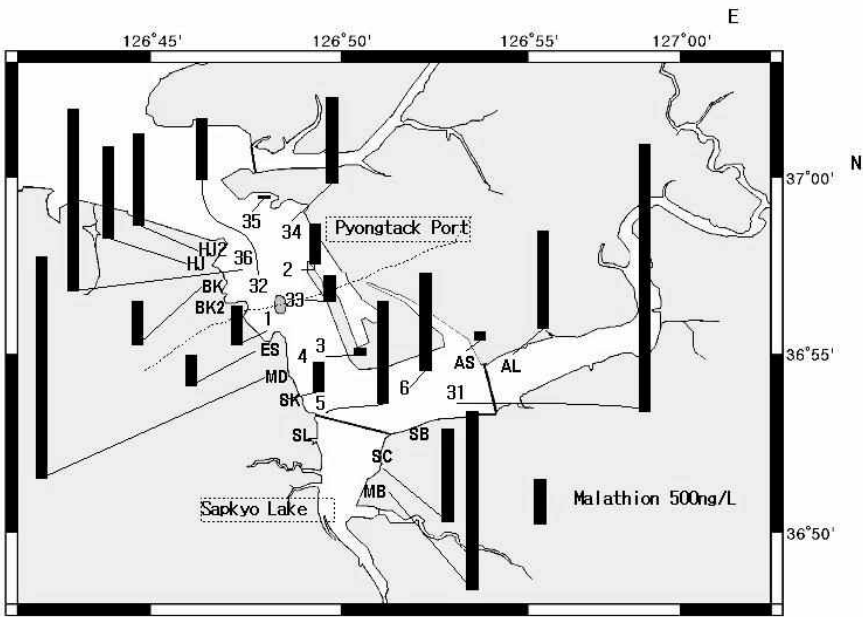 E
126°45' 126°50' 126°55' 127°00'
N
37°00'
35
34
Pyongtack Port
HJ2
36
HJ
2
BK
32
BK2
33
1
ES
3
4
36°55'
AS AL
MD
6
31
SK
5
SL
SB
SC
MB
Malathion 500ng/L
Sapkyo Lake
36°50'